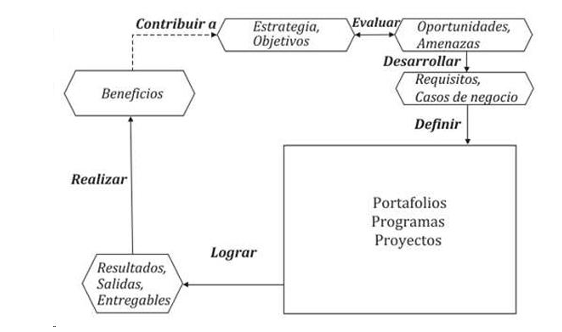 Contribuir a
Estrategia,
Objetivos
Evaluar
Oportunidades,
Amenazas
Desarrollar
Requisitos,
Casos de negocio
Definir
Beneficios
Portafolios
Programas
Proyectos
Realizar
Lograr
Resultados,
Salidas,
Entregables